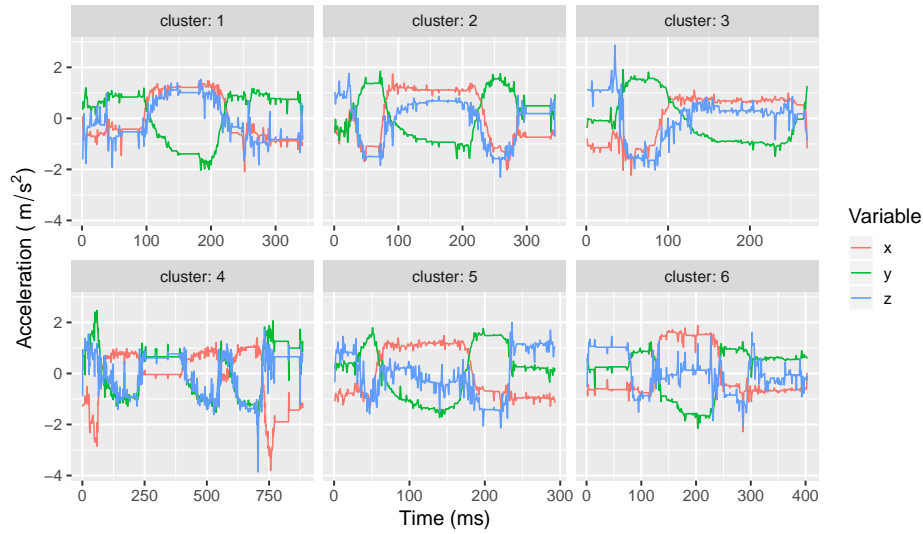 cluster: 1
cluster: 2
cluster: 3
2
0
−2
−4
0
100
200
300
0
100
200
300
0
100
200
cluster: 4
cluster: 5
cluster: 6
2
0
−2
−4
0
250
500
750
0
100
200
300
0
100
200
300
400
Time (ms)
Acceleration ( m/s²)
Variable
x
y
z